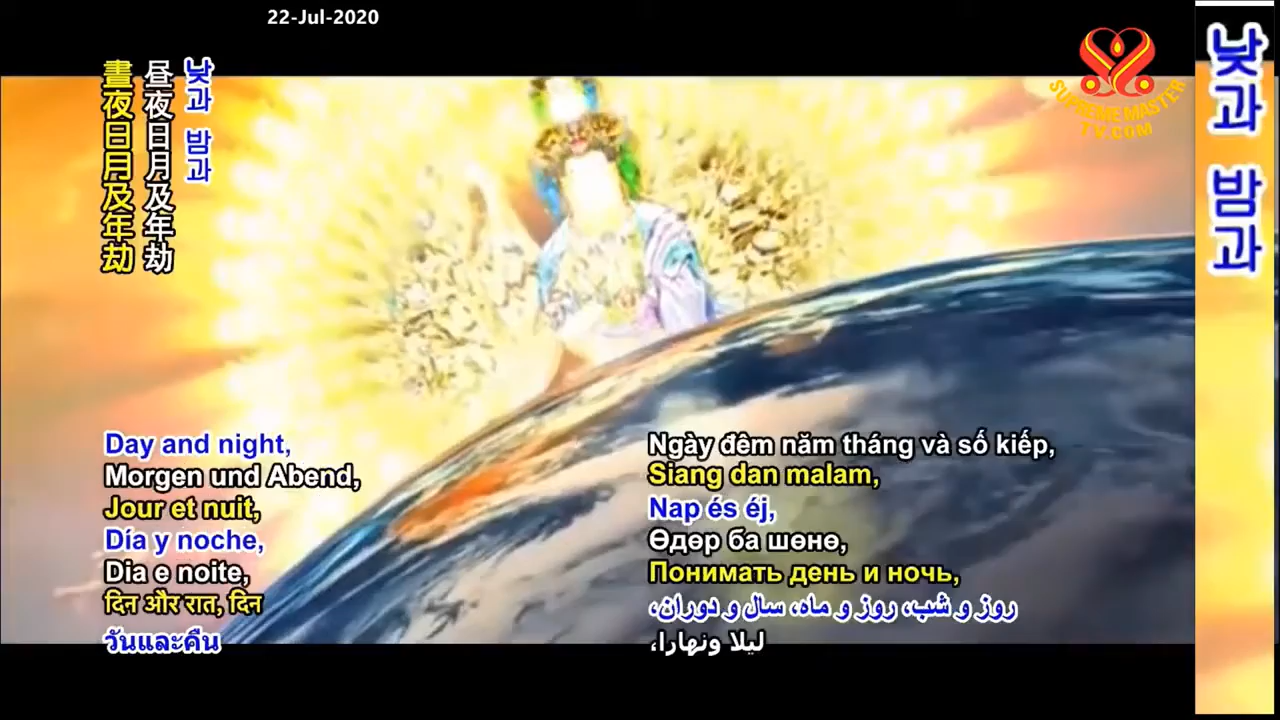 22-Jul-2020
SUPREME MASTER
TV.COM
낮과 밤과
낮과 밤과
昼夜日月及年劫
晝夜日月及年劫
Day and night,
Morgen und Abend,
Jour et nuit,
Día y noche,
Dia e noite,
दिन और रात, दिन
วันและคืน
Ngày đêm năm tháng và số kiếp,
Siang dan malam,
Nap és éj,
Өдөр ба шөнө,
Понимать день и ночь,
روز و شب، روز و ماه، سال و دوران،
ليلا ونهارا،